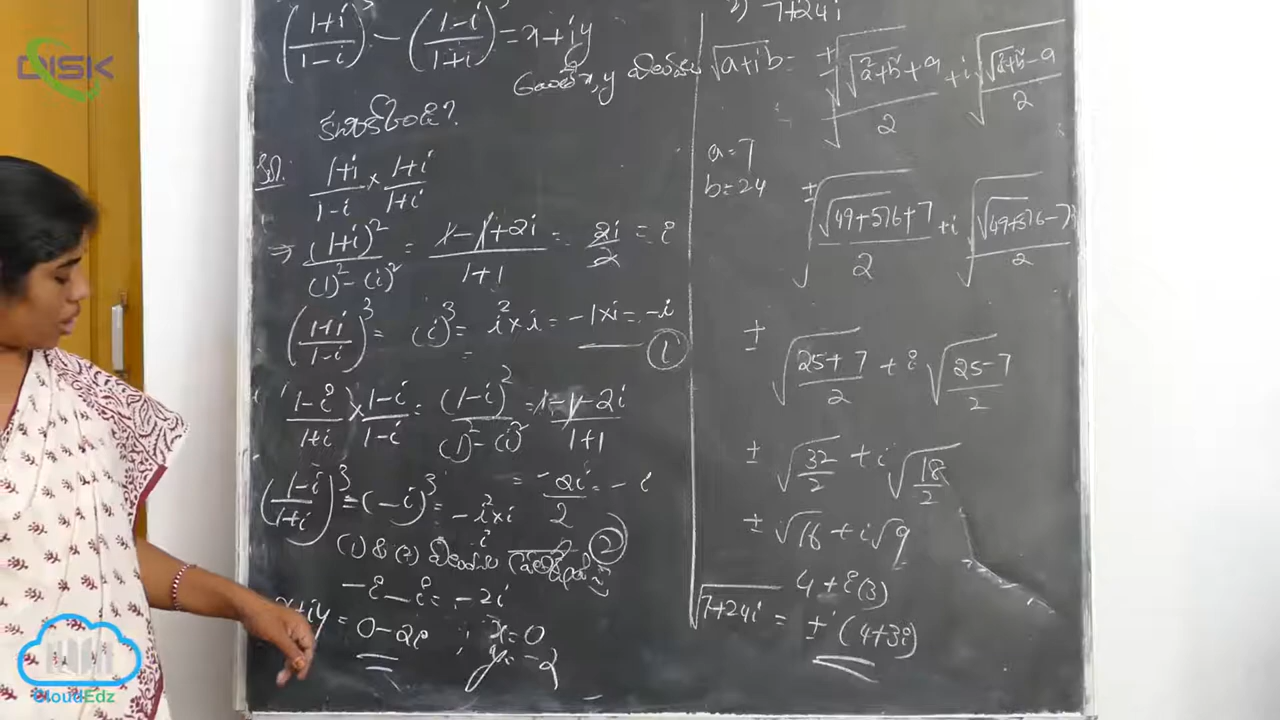 DISK
(1+i/1-i)³ - (1-i/1+i)³ = x+iy
x, y
కనుక్కోండి?
1+i/1-i × 1+i/1+i
⇒ (1+i)²/(1)²-(i)² = 1-1+2i/1+1 = 2i/2 = i
(1+i/1-i)³ = (i)³ = i²×i = -1×i = -i ①
1-i/1+i × 1-i/1-i = (1-i)²/(1)²-(i)² = 1-1-2i/1+1
= -2i/2 = -i
(1-i/1+i)³ = (-i)³ = -i²×i
i ②
(1) & (2)
-i-i = -2i
x+iy = 0-2i ; x=0
y=-2
7+24i
√a+ib = ±√(√a²+b²+a/2) + i√(√a²+b²-a/2)
a=7
b=24
±√(√49+576+7/2) + i√(√49+576-7/2)
± √(25+7/2) + i√(25-7/2)
± √(32/2) + i√(18/2)
± √16 + i√9
4+i(3)
√7+24i = ±(4+3i)
CloudEdz